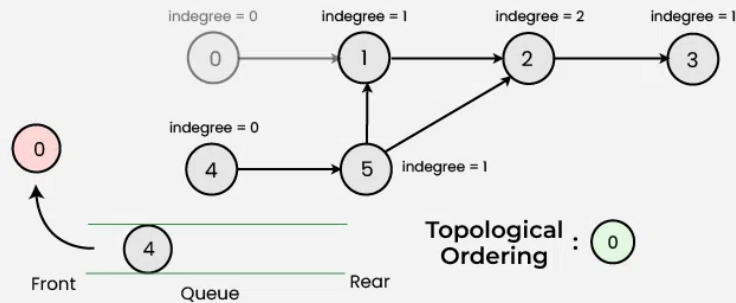 indegree = 0
indegree = 1
indegree = 2
indegree = 1
0
1
2
3
indegree = 0
0
4
5
indegree = 1
4
Topological
Ordering
:
0
Front
Queue
Rear